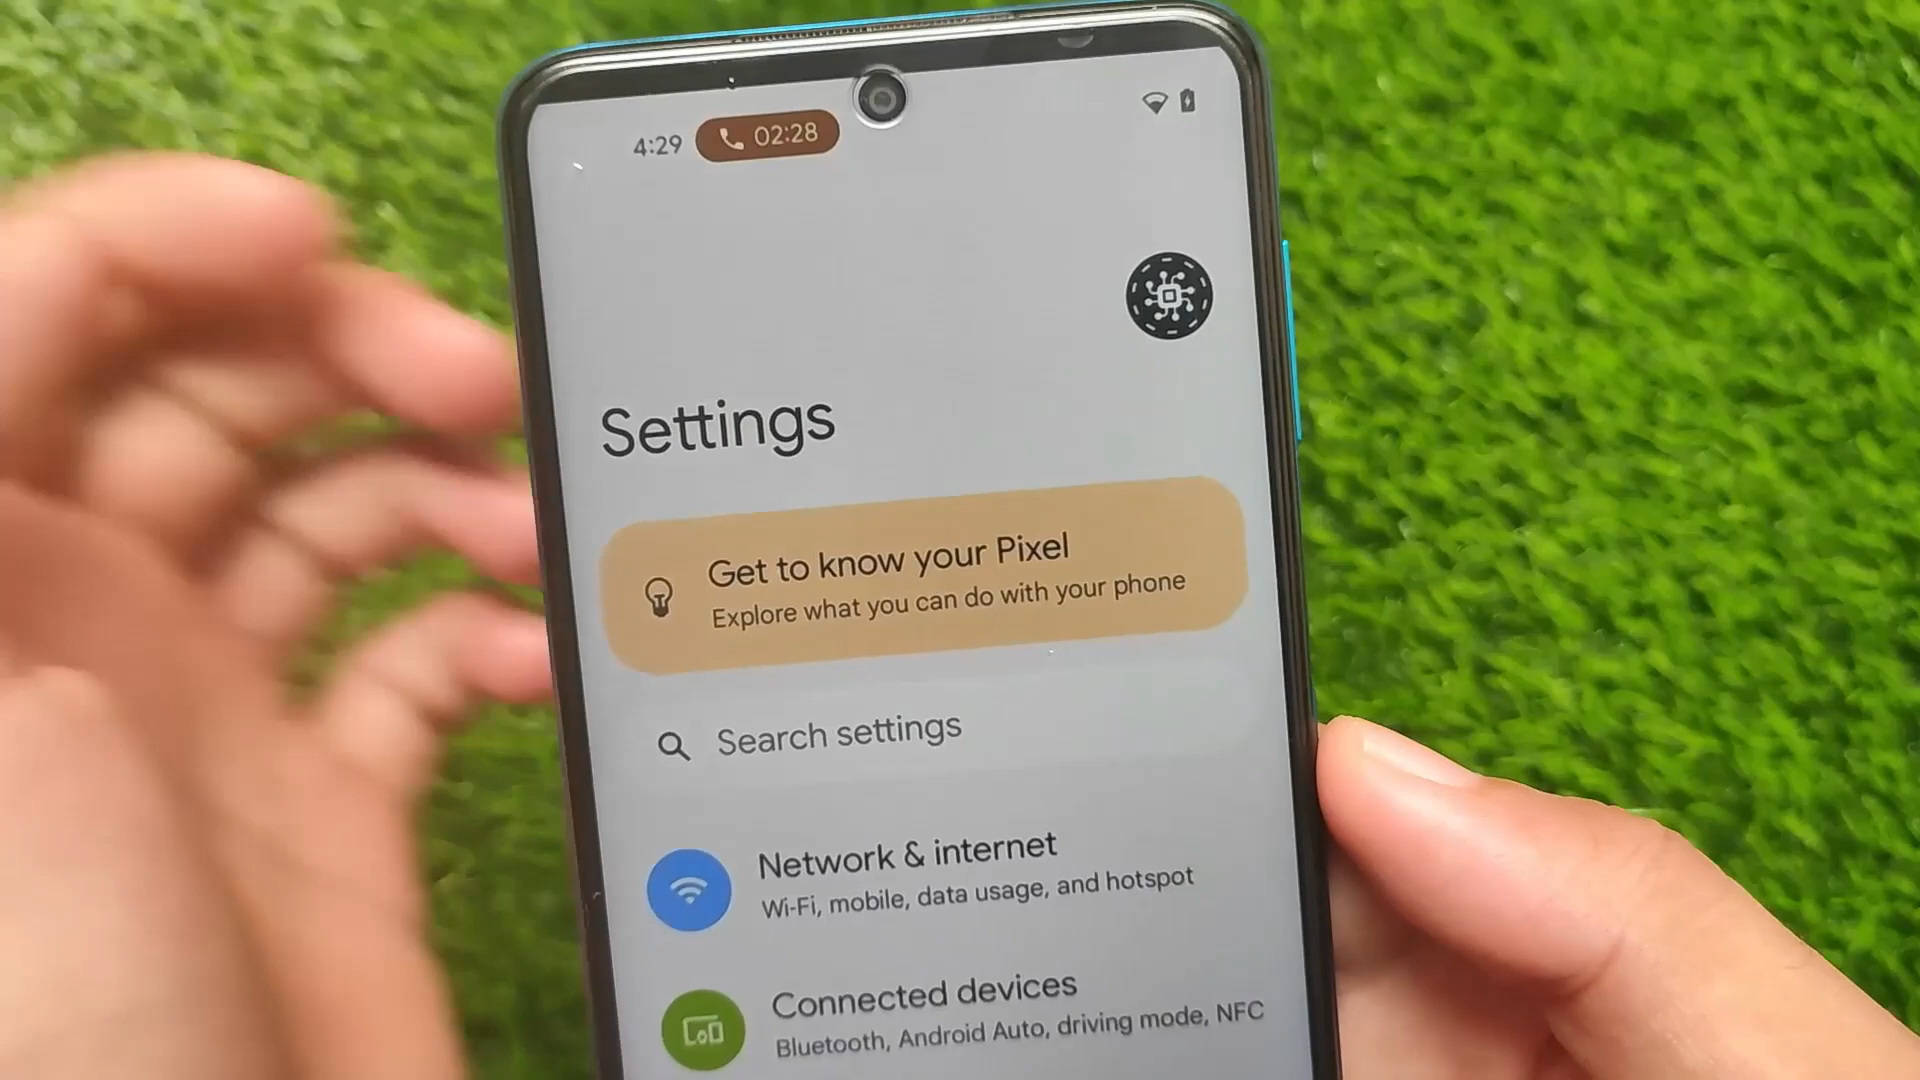 4:29 02:28
Settings
Get to know your Pixel
Explore what you can do with your phone
Search settings
Network & internet
Wi-Fi, mobile, data usage, and hotspot
Connected devices
Bluetooth, Android Auto, driving mode, NFC